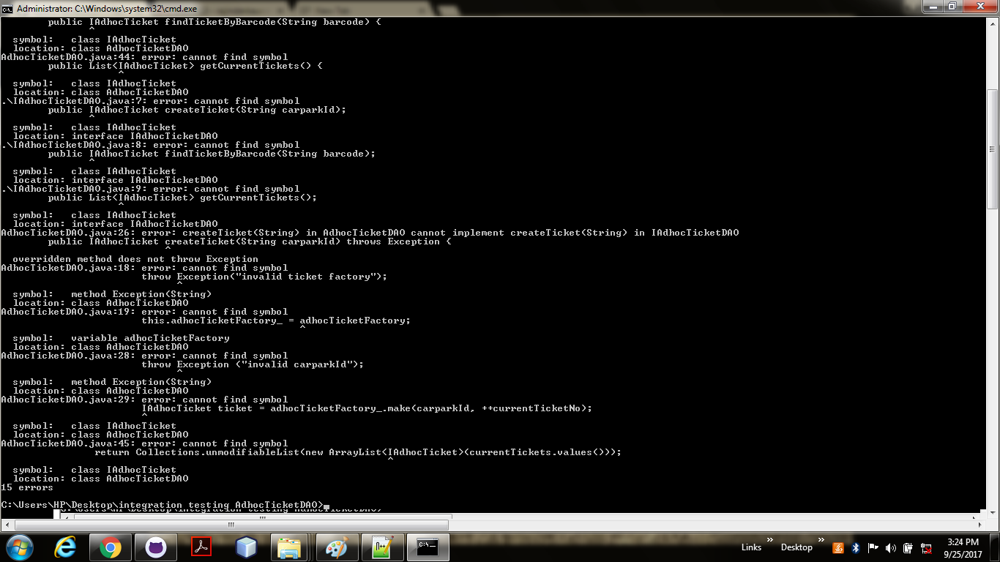 Administrator: C:\Windows\system32\cmd.exe
public IAdhocTicket findTicketByBarcode(String barcode) {
^
symbol: class IAdhocTicket
location: class AdhocTicketDAO
AdhocTicketDAO.java:44: error: cannot find symbol
public List<IAdhocTicket> getCurrentTickets() {
^
symbol: class IAdhocTicket
location: class AdhocTicketDAO
.\IAdhocTicketDAO.java:7: error: cannot find symbol
public IAdhocTicket createTicket(String carparkId);
^
symbol: class IAdhocTicket
location: interface IAdhocTicketDAO
.\IAdhocTicketDAO.java:8: error: cannot find symbol
public IAdhocTicket findTicketByBarcode(String barcode);
^
symbol: class IAdhocTicket
location: interface IAdhocTicketDAO
.\IAdhocTicketDAO.java:9: error: cannot find symbol
public List<IAdhocTicket> getCurrentTickets();
^
symbol: class IAdhocTicket
location: interface IAdhocTicketDAO
AdhocTicketDAO.java:26: error: createTicket(String) in AdhocTicketDAO cannot implement createTicket(String) in IAdhocTicketDAO
public IAdhocTicket createTicket(String carparkId) throws Exception {
^
overridden method does not throw Exception
AdhocTicketDAO.java:18: error: cannot find symbol
throw Exception("invalid ticket factory");
^
symbol: method Exception(String)
location: class AdhocTicketDAO
AdhocTicketDAO.java:19: error: cannot find symbol
this.adhocTicketFactory_ = adhocTicketFactory;
^
symbol: variable adhocTicketFactory
location: class AdhocTicketDAO
AdhocTicketDAO.java:28: error: cannot find symbol
throw Exception ("invalid carparkId");
^
symbol: method Exception(String)
location: class AdhocTicketDAO
AdhocTicketDAO.java:29: error: cannot find symbol
IAdhocTicket ticket = adhocTicketFactory_.make(carparkId, ++currentTicketNo);
^
symbol: class IAdhocTicket
location: class AdhocTicketDAO
AdhocTicketDAO.java:45: error: cannot find symbol
return Collections.unmodifiableList(new ArrayList<IAdhocTicket>(currentTickets.values()));
^
symbol: class IAdhocTicket
location: class AdhocTicketDAO
15 errors
C:\Users\HP\Desktop\integration testing AdhocTicketDAO>
Links
Desktop
3:24 PM
9/25/2017